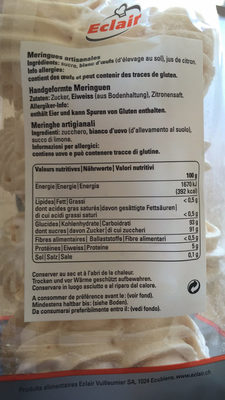 Eclair
Meringues artisanales
Ingrédients: sucre, blanc d'œufs (d'élevage au sol), jus de citron.
Info allergies:
contient des œufs et peut contenir des traces de gluten.
Handgeformte Meringuen
Zutaten: Zucker, Eiweiss (aus Bodenhaltung), Zitronensaft.
Allergiker-Info:
enthält Eier und kann Spuren von Gluten enthalten.
Meringhe artigianali
Ingredienti: zucchero, bianco d'uovo (d'allevamento al suolo),
succo di limone.
Informazioni per allergici:
contiene uova e può contenere tracce di glutine.
Valeurs nutritives | Nährwerte | Valori nutritivi
100 g
Energie | Energie | Energia 1670 kJ
(392 kcal)
Lipides | Fett | Grassi < 0,5 g
dont acides gras saturés | davon gesättigte Fettsäuren |
di cui acidi grassi saturi < 0,5 g
Glucides | Kohlenhydrate | Carboidrati 93 g
dont sucres | davon Zucker | di cui zuccheri 91 g
Fibres alimentaires | Ballaststoffe | Fibre alimentari < 0,5 g
Protéines | Eiweiss | Proteine 5 g
Sel | Salz | Sale 0,1 g
Conserver au sec et à l'abri de la chaleur.
Trocken und vor Wärme geschützt aufbewahren.
Conservare in luogo asciutto e al riparo dal calore.
A consommer de préférence avant le: (voir fond).
Mindestens haltbar bis: (siehe Boden).
Da consumarsi preferibilmente entro il: (vedi fondo).
Produits alimentaires Eclair Vuilleumier SA, 1024 Ecublens. www.eclair.ch